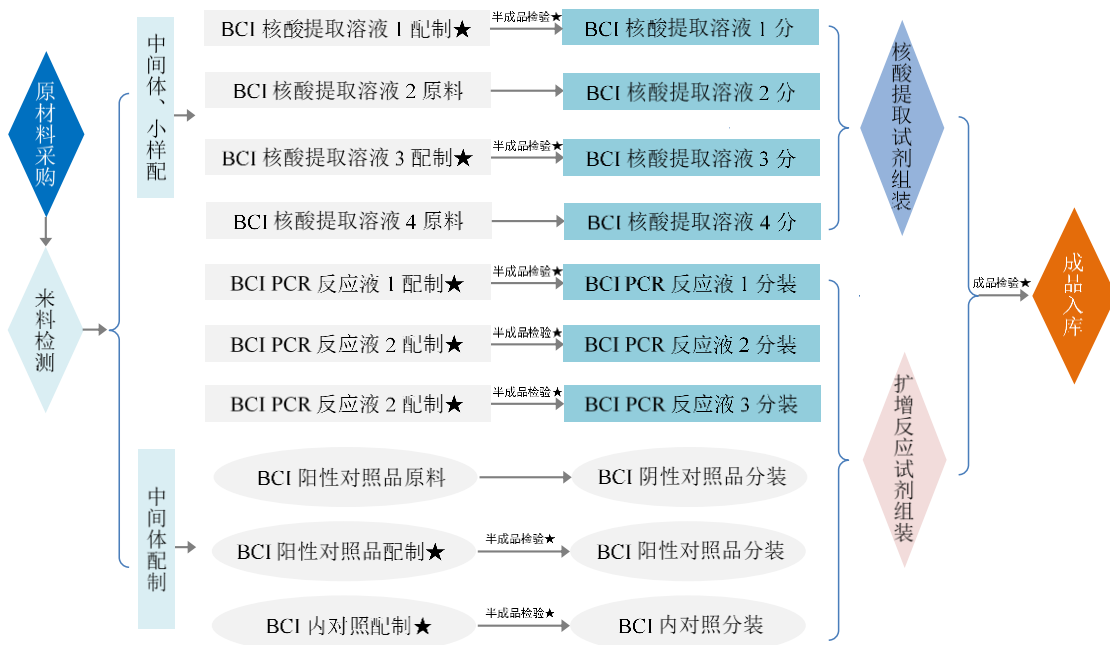 原材料采购
米料检测
中间体、小样配
BCI 核酸提取溶液 1 配制★
半成品检验★
BCI 核酸提取溶液 1 分
BCI 核酸提取溶液 2 原料
BCI 核酸提取溶液 2 分
BCI 核酸提取溶液 3 配制★
半成品检验★
BCI 核酸提取溶液 3 分
BCI 核酸提取溶液 4 原料
BCI 核酸提取溶液 4 分
BCI PCR 反应液 1 配制★
半成品检验★
BCI PCR 反应液 1 分装
BCI PCR 反应液 2 配制★
半成品检验★
BCI PCR 反应液 2 分装
BCI PCR 反应液 2 配制★
半成品检验★
BCI PCR 反应液 3 分装
中间体配制
BCI 阳性对照品原料
BCI 阴性对照品分装
BCI 阳性对照品配制★
半成品检验★
BCI 阳性对照品分装
BCI 内对照配制★
半成品检验★
BCI 内对照分装
核酸提取试剂组装
扩增反应试剂组装
成品检验★
成品入库